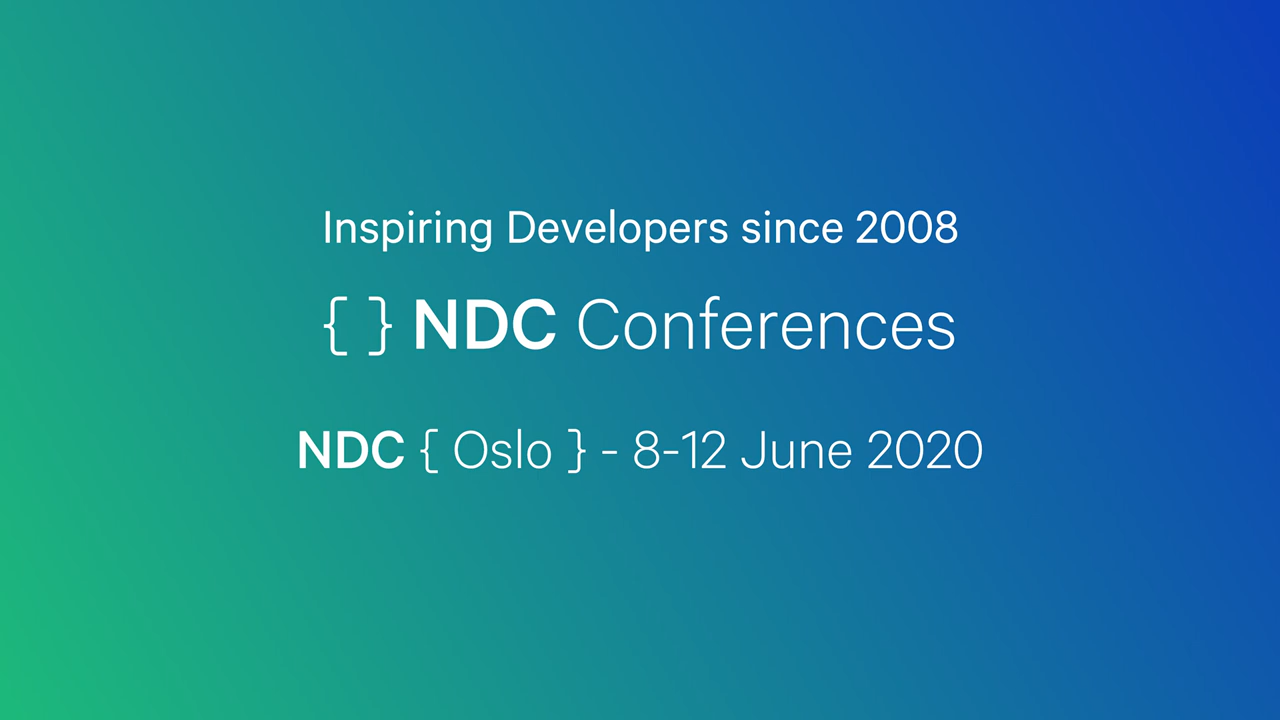 Inspiring Developers since 2008
{ } NDC Conferences
NDC { Oslo } - 8-12 June 2020